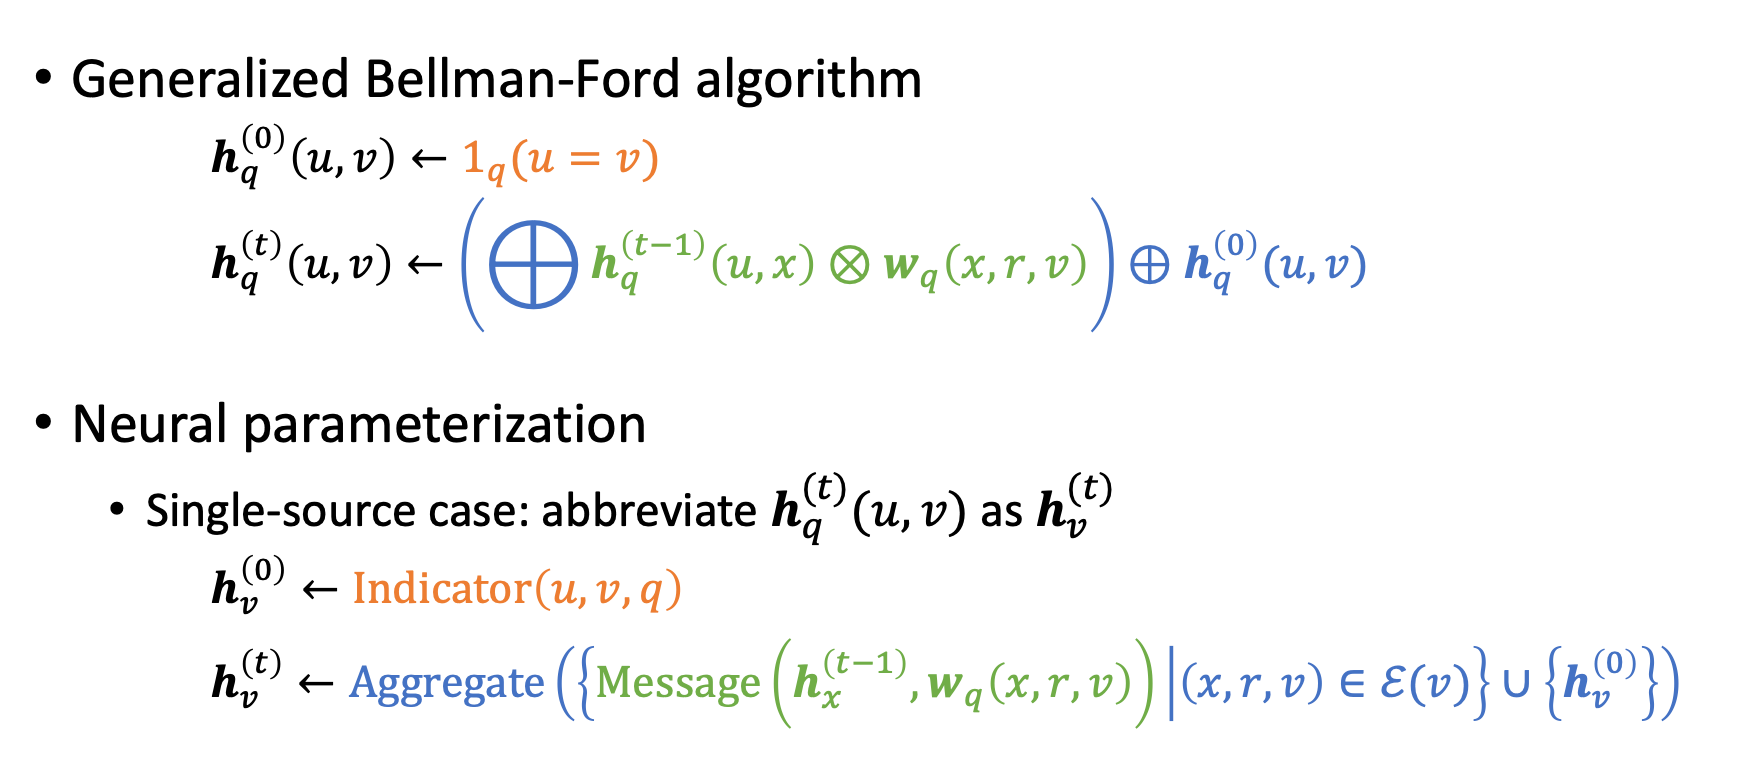 • Generalized Bellman-Ford algorithm
𝒉_q^(0)(u, v) ← 1_q(u = v)
𝒉_q^(t)(u, v) ← (⨁ 𝒉_q^(t−1)(u, x) ⊗ 𝒘_q(x, r, v)) ⊕ 𝒉_q^(0)(u, v)
• Neural parameterization
• Single-source case: abbreviate 𝒉_q^(t)(u, v) as 𝒉_v^(t)
𝒉_v^(0) ← Indicator(u, v, q)
𝒉_v^(t) ← Aggregate({Message(𝒉_x^(t−1), 𝒘_q(x, r, v))|(x, r, v) ∈ ℰ(v)} ∪ {𝒉_v^(0)})